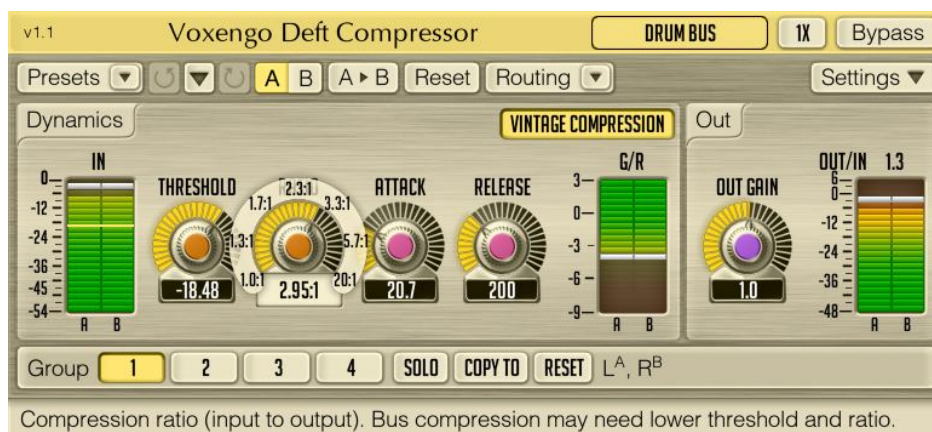 v1.1 Voxengo Deft Compressor DRUM BUS 1X Bypass
Presets A B A ▸ B Reset Routing Settings
Dynamics VINTAGE COMPRESSION Out
IN G/R OUT/IN 1.3
THRESHOLD ATTACK RELEASE OUT GAIN
0 -12 -24 -36 -45 -54
A B
-18.48
1.0:1 1.3:1 1.7:1 2.3:1 3.3:1 5.7:1 20:1
2.95:1
20.7
200
3 0 -3 -6 -9
A B
1.0
6 0 -12 -24 -36 -48
A B
Group 1 2 3 4 SOLO COPY TO RESET L^A, R^B
Compression ratio (input to output). Bus compression may need lower threshold and ratio.